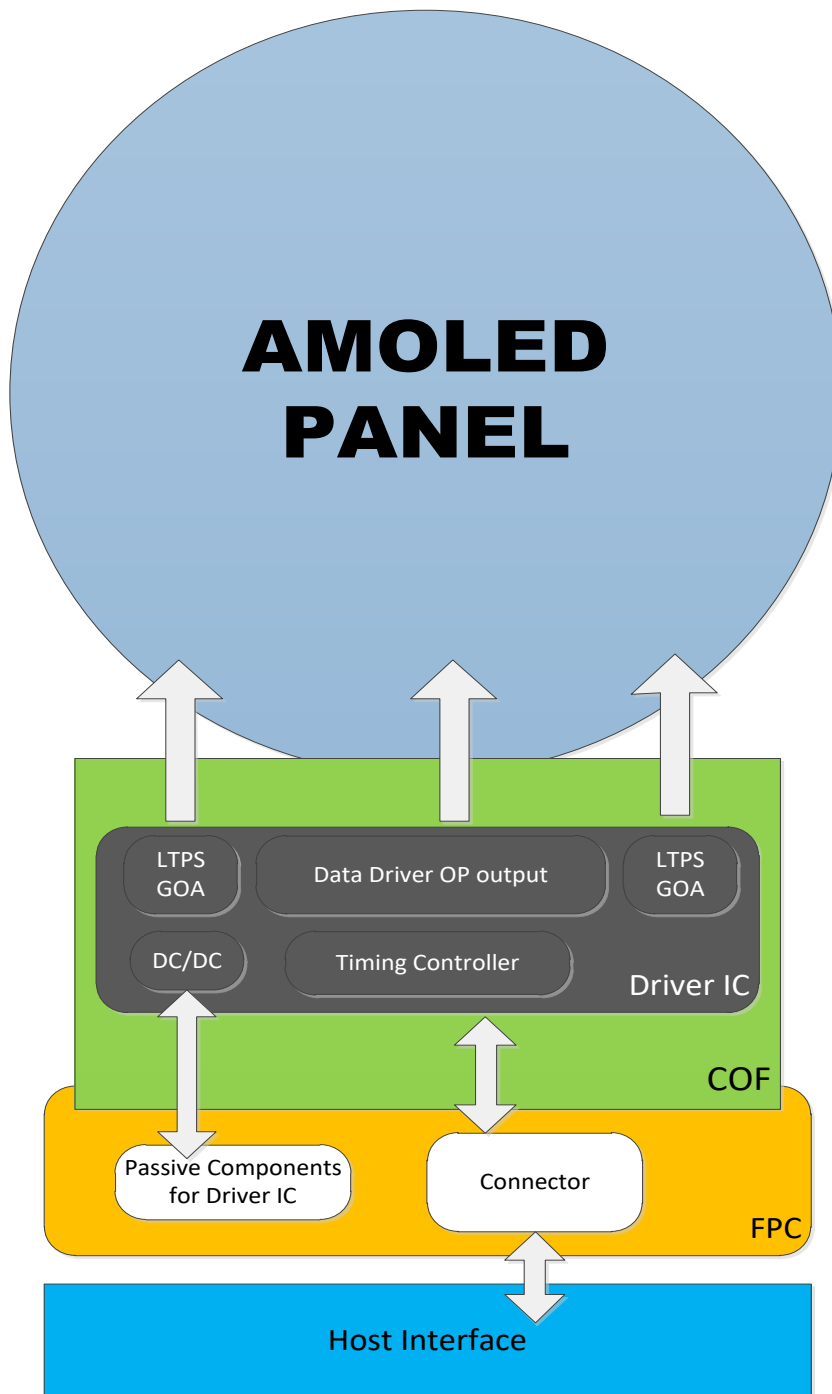 AMOLED
PANEL
LTPS
GOA
Data Driver OP output
LTPS
GOA
DC/DC
Timing Controller
Driver IC
COF
Passive Components
for Driver IC
Connector
FPC
Host Interface